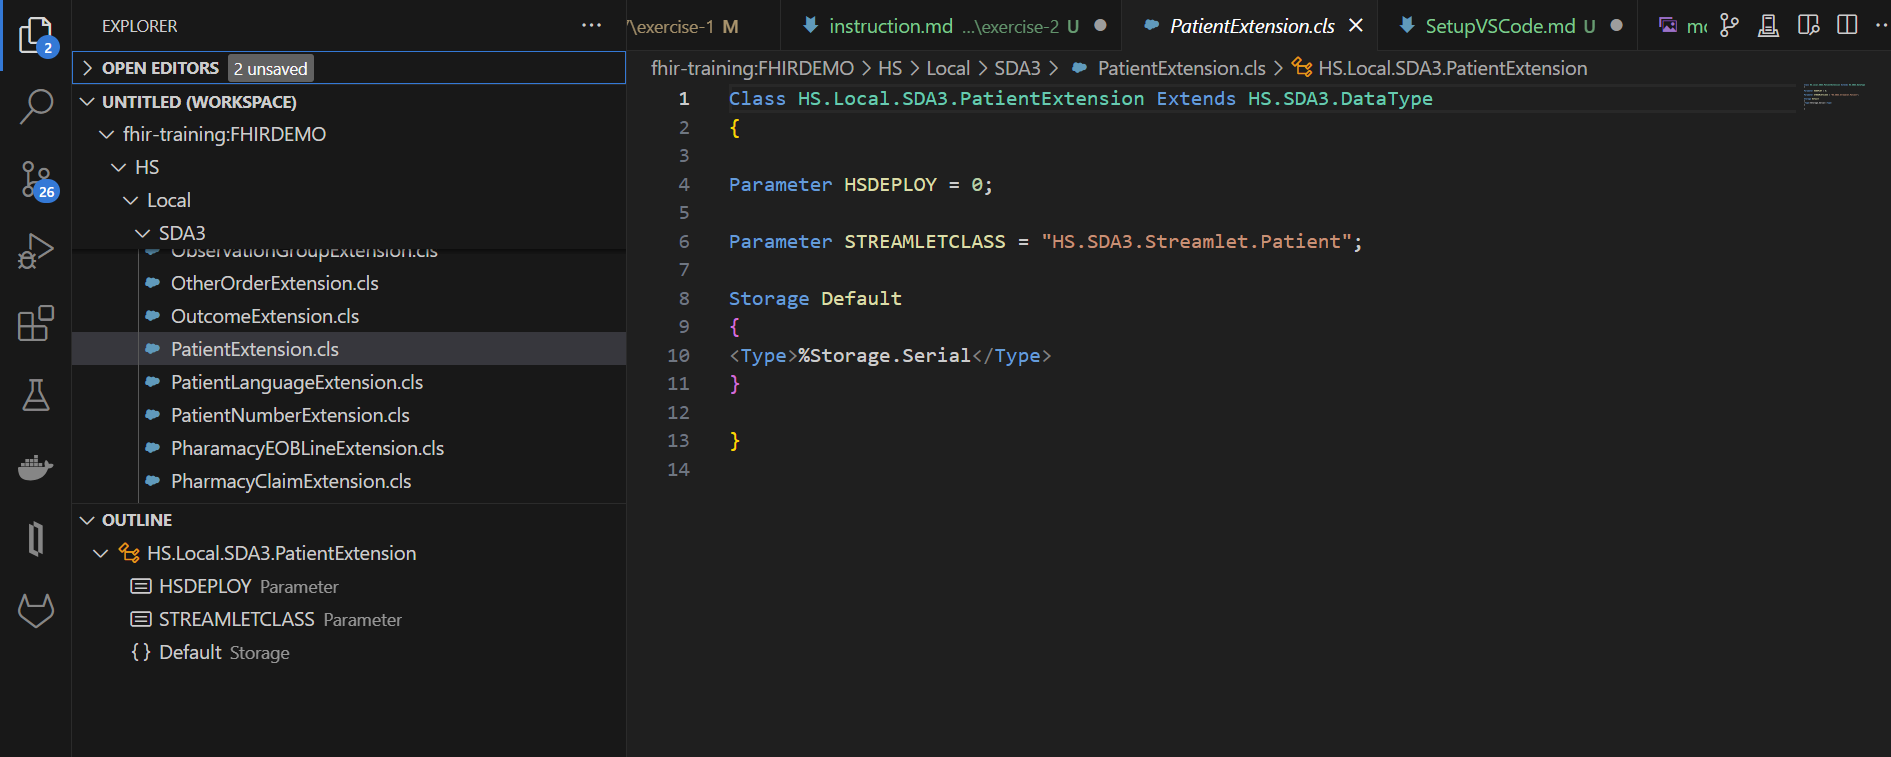 2
26
EXPLORER
OPEN EDITORS 2 unsaved
UNTITLED (WORKSPACE)
fhir-training:FHIRDEMO
HS
Local
SDA3
ObservationGroupExtension.cls
OtherOrderExtension.cls
OutcomeExtension.cls
PatientExtension.cls
PatientLanguageExtension.cls
PatientNumberExtension.cls
PharamacyEOBLineExtension.cls
PharmacyClaimExtension.cls
OUTLINE
HS.Local.SDA3.PatientExtension
HSDEPLOY Parameter
STREAMLETCLASS Parameter
{} Default Storage
\exercise-1 M instruction.md ...\exercise-2 U PatientExtension.cls SetupVSCode.md U
fhir-training:FHIRDEMO > HS > Local > SDA3 > PatientExtension.cls > HS.Local.SDA3.PatientExtension
1 Class HS.Local.SDA3.PatientExtension Extends HS.SDA3.DataType
2 {
3
4 Parameter HSDEPLOY = 0;
5
6 Parameter STREAMLETCLASS = "HS.SDA3.Streamlet.Patient";
7
8 Storage Default
9 {
10 <Type>%Storage.Serial</Type>
11 }
12
13 }
14